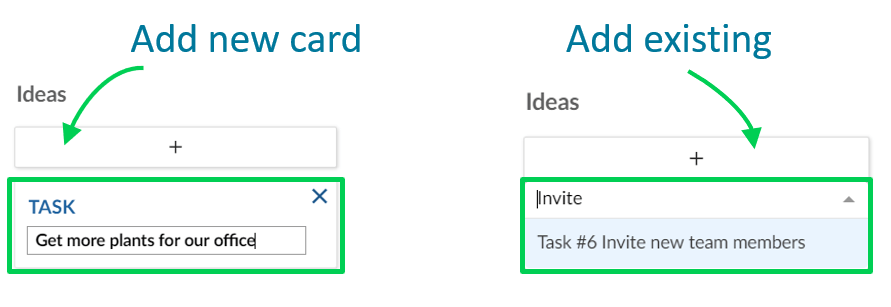 Add new card
Ideas
+
TASK
Get more plants for our office
Add existing
Ideas
+
Invite
Task #6 Invite new team members